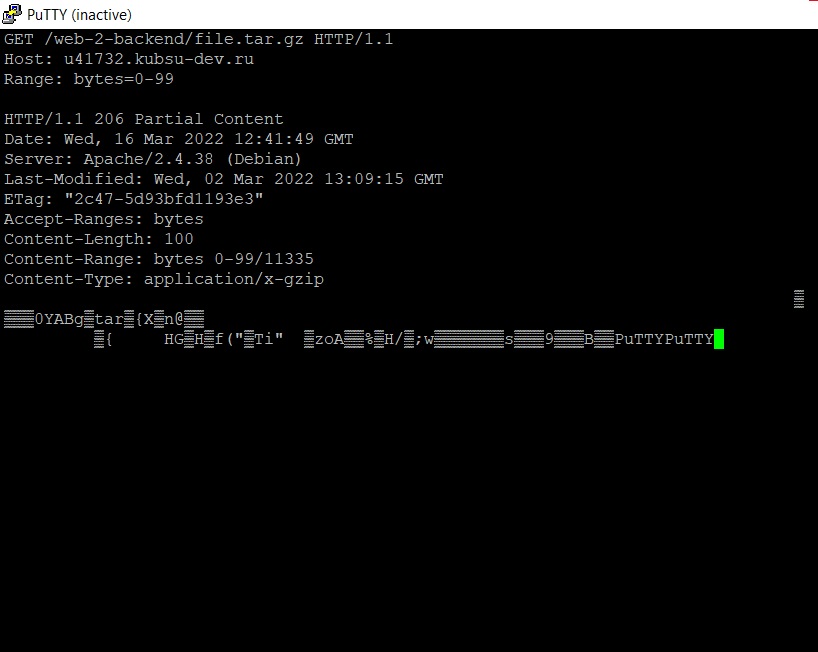 PuTTY (inactive)
GET /web-2-backend/file.tar.gz HTTP/1.1
Host: u41732.kubsu-dev.ru
Range: bytes=0-99
HTTP/1.1 206 Partial Content
Date: Wed, 16 Mar 2022 12:41:49 GMT
Server: Apache/2.4.38 (Debian)
Last-Modified: Wed, 02 Mar 2022 13:09:15 GMT
ETag: "2c47-5d93bfd1193e3"
Accept-Ranges: bytes
Content-Length: 100
Content-Range: bytes 0-99/11335
Content-Type: application/x-gzip
▒
▒▒▒0YABg▒tar▒{X▒n@▒▒
▒{ HG▒H▒f("▒Ti" ▒zoA▒▒%▒H/▒;w▒▒▒▒▒▒▒s▒▒▒9▒▒▒B▒▒PuTTYPuTTY